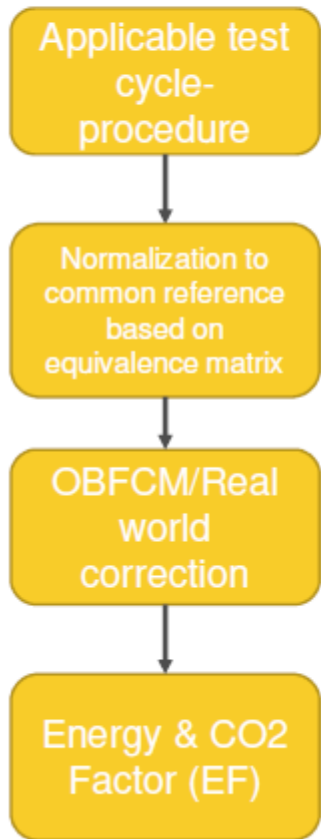 Applicable test
cycle-
procedure
Normalization to
common reference
based on
equivalence matrix
OBFCM/Real
world
correction
Energy & CO2
Factor (EF)